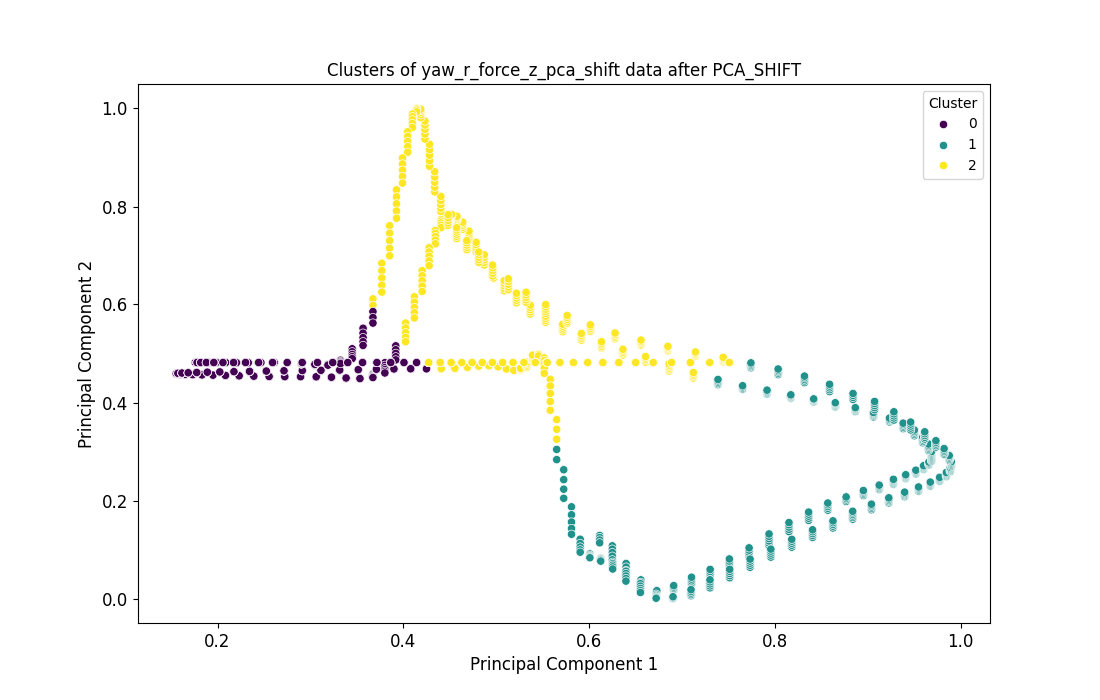 Clusters of yaw_r_force_z_pca_shift data after PCA_SHIFT
Cluster
0
1
2
1.0
0.8
0.6
0.4
0.2
0.0
Principal Component 2
0.2 0.4 0.6 0.8 1.0
Principal Component 1